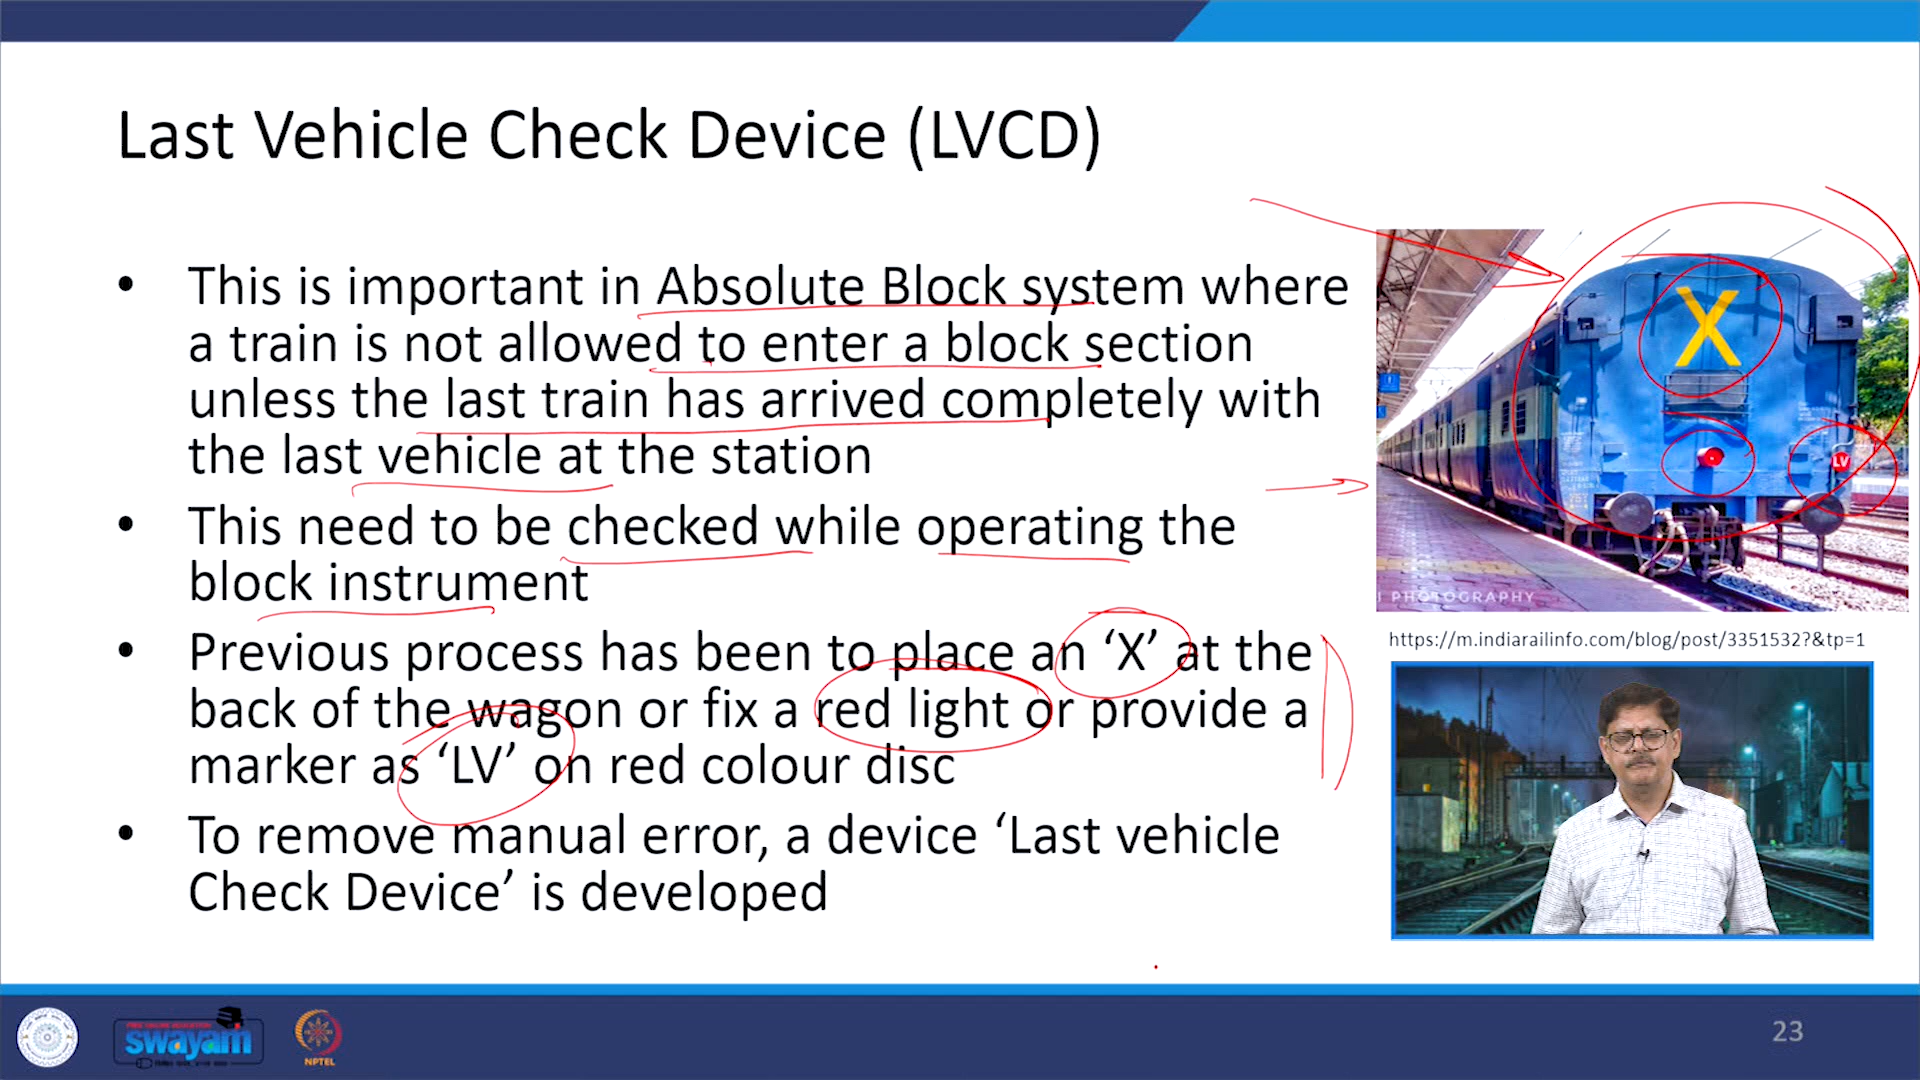 Last Vehicle Check Device (LVCD)
• This is important in Absolute Block system where
a train is not allowed to enter a block section
unless the last train has arrived completely with
the last vehicle at the station
• This need to be checked while operating the
block instrument
• Previous process has been to place an ‘X’ at the
back of the wagon or fix a red light or provide a
marker as ‘LV’ on red colour disc
• To remove manual error, a device ‘Last vehicle
Check Device’ is developed
X
LV
PHOTOGRAPHY
https://m.indiarailinfo.com/blog/post/3351532?&tp=1
swayam
NPTEL
23